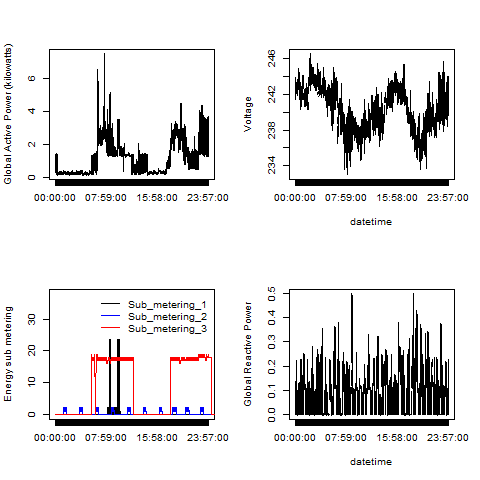 Global Active Power (kilowatts)
0 2 4 6
00:00:00 07:59:00 15:58:00 23:57:00
Voltage
234 238 242 246
00:00:00 07:59:00 15:58:00 23:57:00
datetime
Energy sub metering
0 10 20 30
Sub_metering_1
Sub_metering_2
Sub_metering_3
00:00:00 07:59:00 15:58:00 23:57:00
Global Reactive Power
0.0 0.1 0.2 0.3 0.4 0.5
00:00:00 07:59:00 15:58:00 23:57:00
datetime